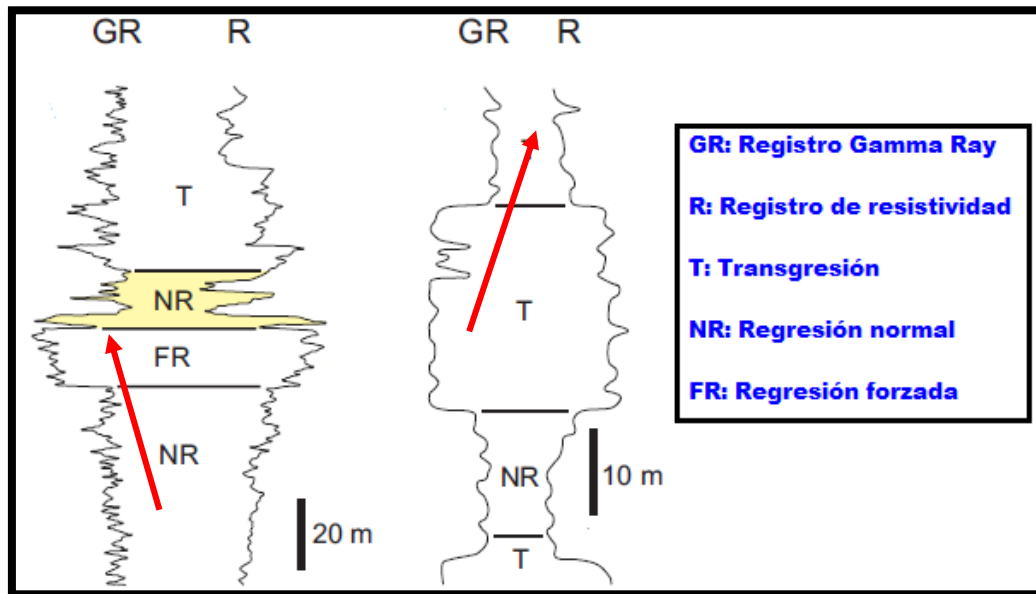 GR R
T
NR
FR
NR
20 m
GR R
T
T
NR
T
10 m
GR: Registro Gamma Ray
R: Registro de resistividad
T: Transgresión
NR: Regresión normal
FR: Regresión forzada